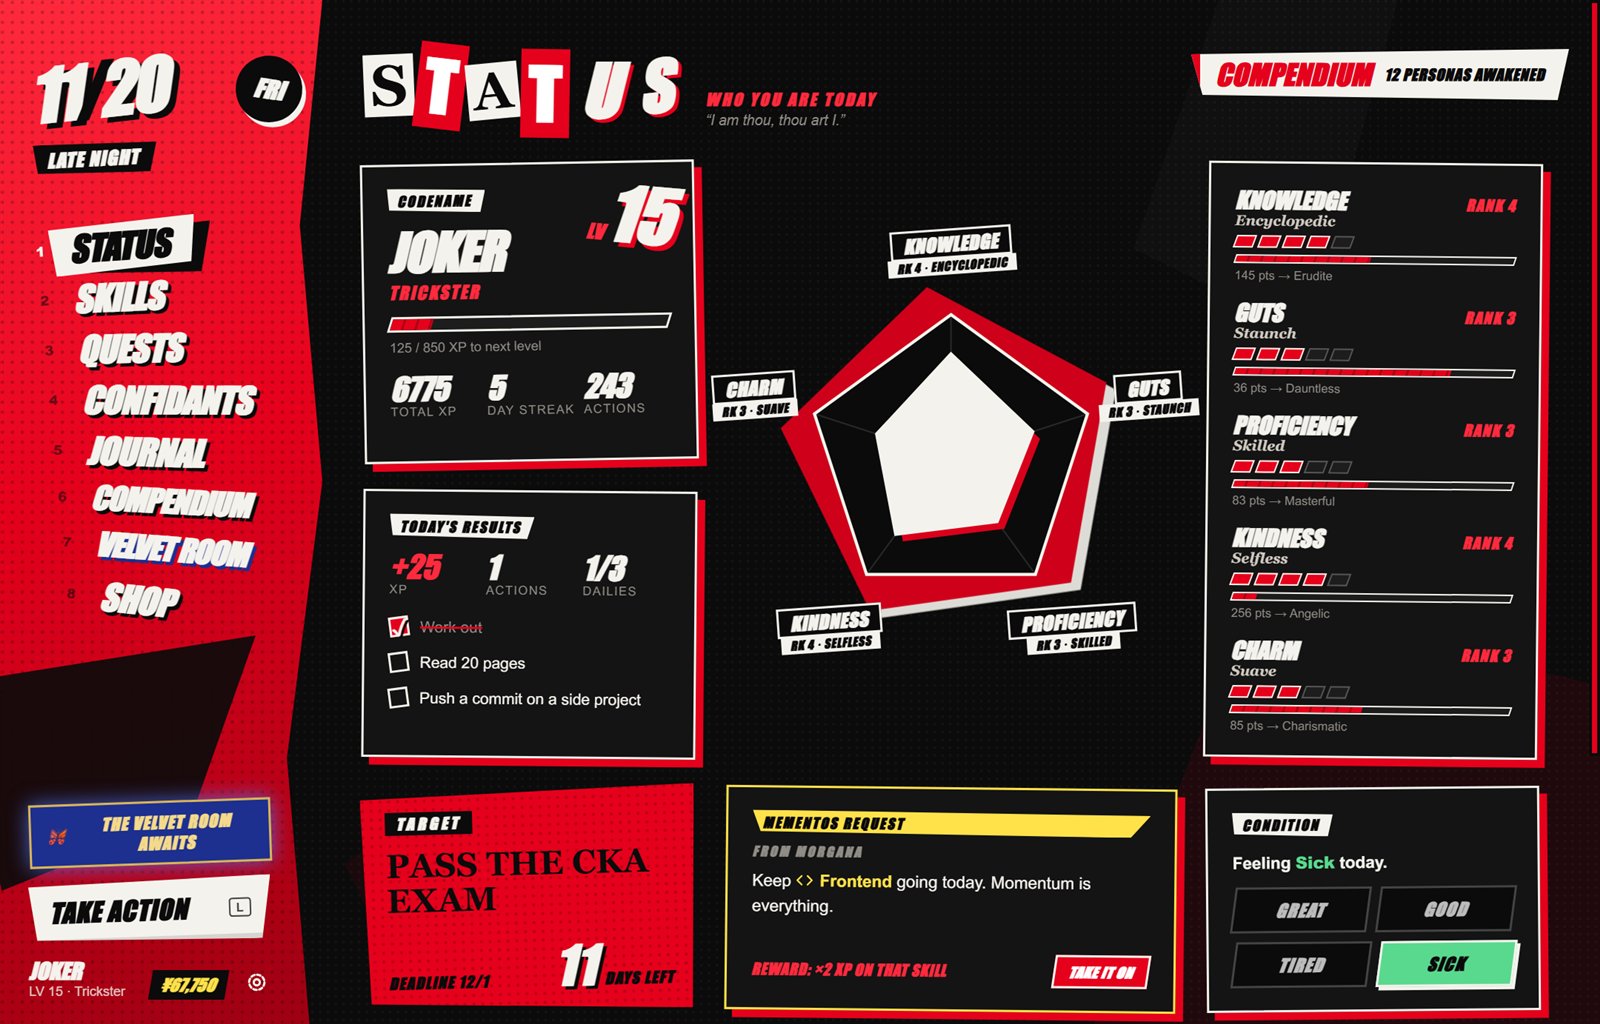 11/20
FRI
LATE NIGHT
1 STATUS
2 SKILLS
3 QUESTS
4 CONFIDANTS
5 JOURNAL
6 COMPENDIUM
7 VELVET ROOM
8 SHOP
THE VELVET ROOM
AWAITS
TAKE ACTION L
JOKER
LV 15 · Trickster
¥67,750
STATUS
WHO YOU ARE TODAY
“I am thou, thou art I.”
COMPENDIUM 12 PERSONAS AWAKENED
CODENAME
LV 15
JOKER
TRICKSTER
125 / 850 XP to next level
6775 5 243
TOTAL XP DAY STREAK ACTIONS
TODAY'S RESULTS
+25 1 1/3
XP ACTIONS DAILIES
Work out
Read 20 pages
Push a commit on a side project
KNOWLEDGE
RK 4 · ENCYCLOPEDIC
CHARM
RK 3 · SUAVE
GUTS
RK 3 · STAUNCH
KINDNESS
RK 4 · SELFLESS
PROFICIENCY
RK 3 · SKILLED
KNOWLEDGE RANK 4
Encyclopedic
145 pts → Erudite
GUTS RANK 3
Staunch
36 pts → Dauntless
PROFICIENCY RANK 3
Skilled
83 pts → Masterful
KINDNESS RANK 4
Selfless
256 pts → Angelic
CHARM RANK 3
Suave
85 pts → Charismatic
TARGET
PASS THE CKA
EXAM
DEADLINE 12/1
11 DAYS LEFT
MEMENTOS REQUEST
FROM MORGANA
Keep <> Frontend going today. Momentum is
everything.
REWARD: ×2 XP ON THAT SKILL
TAKE IT ON
CONDITION
Feeling Sick today.
GREAT GOOD
TIRED SICK